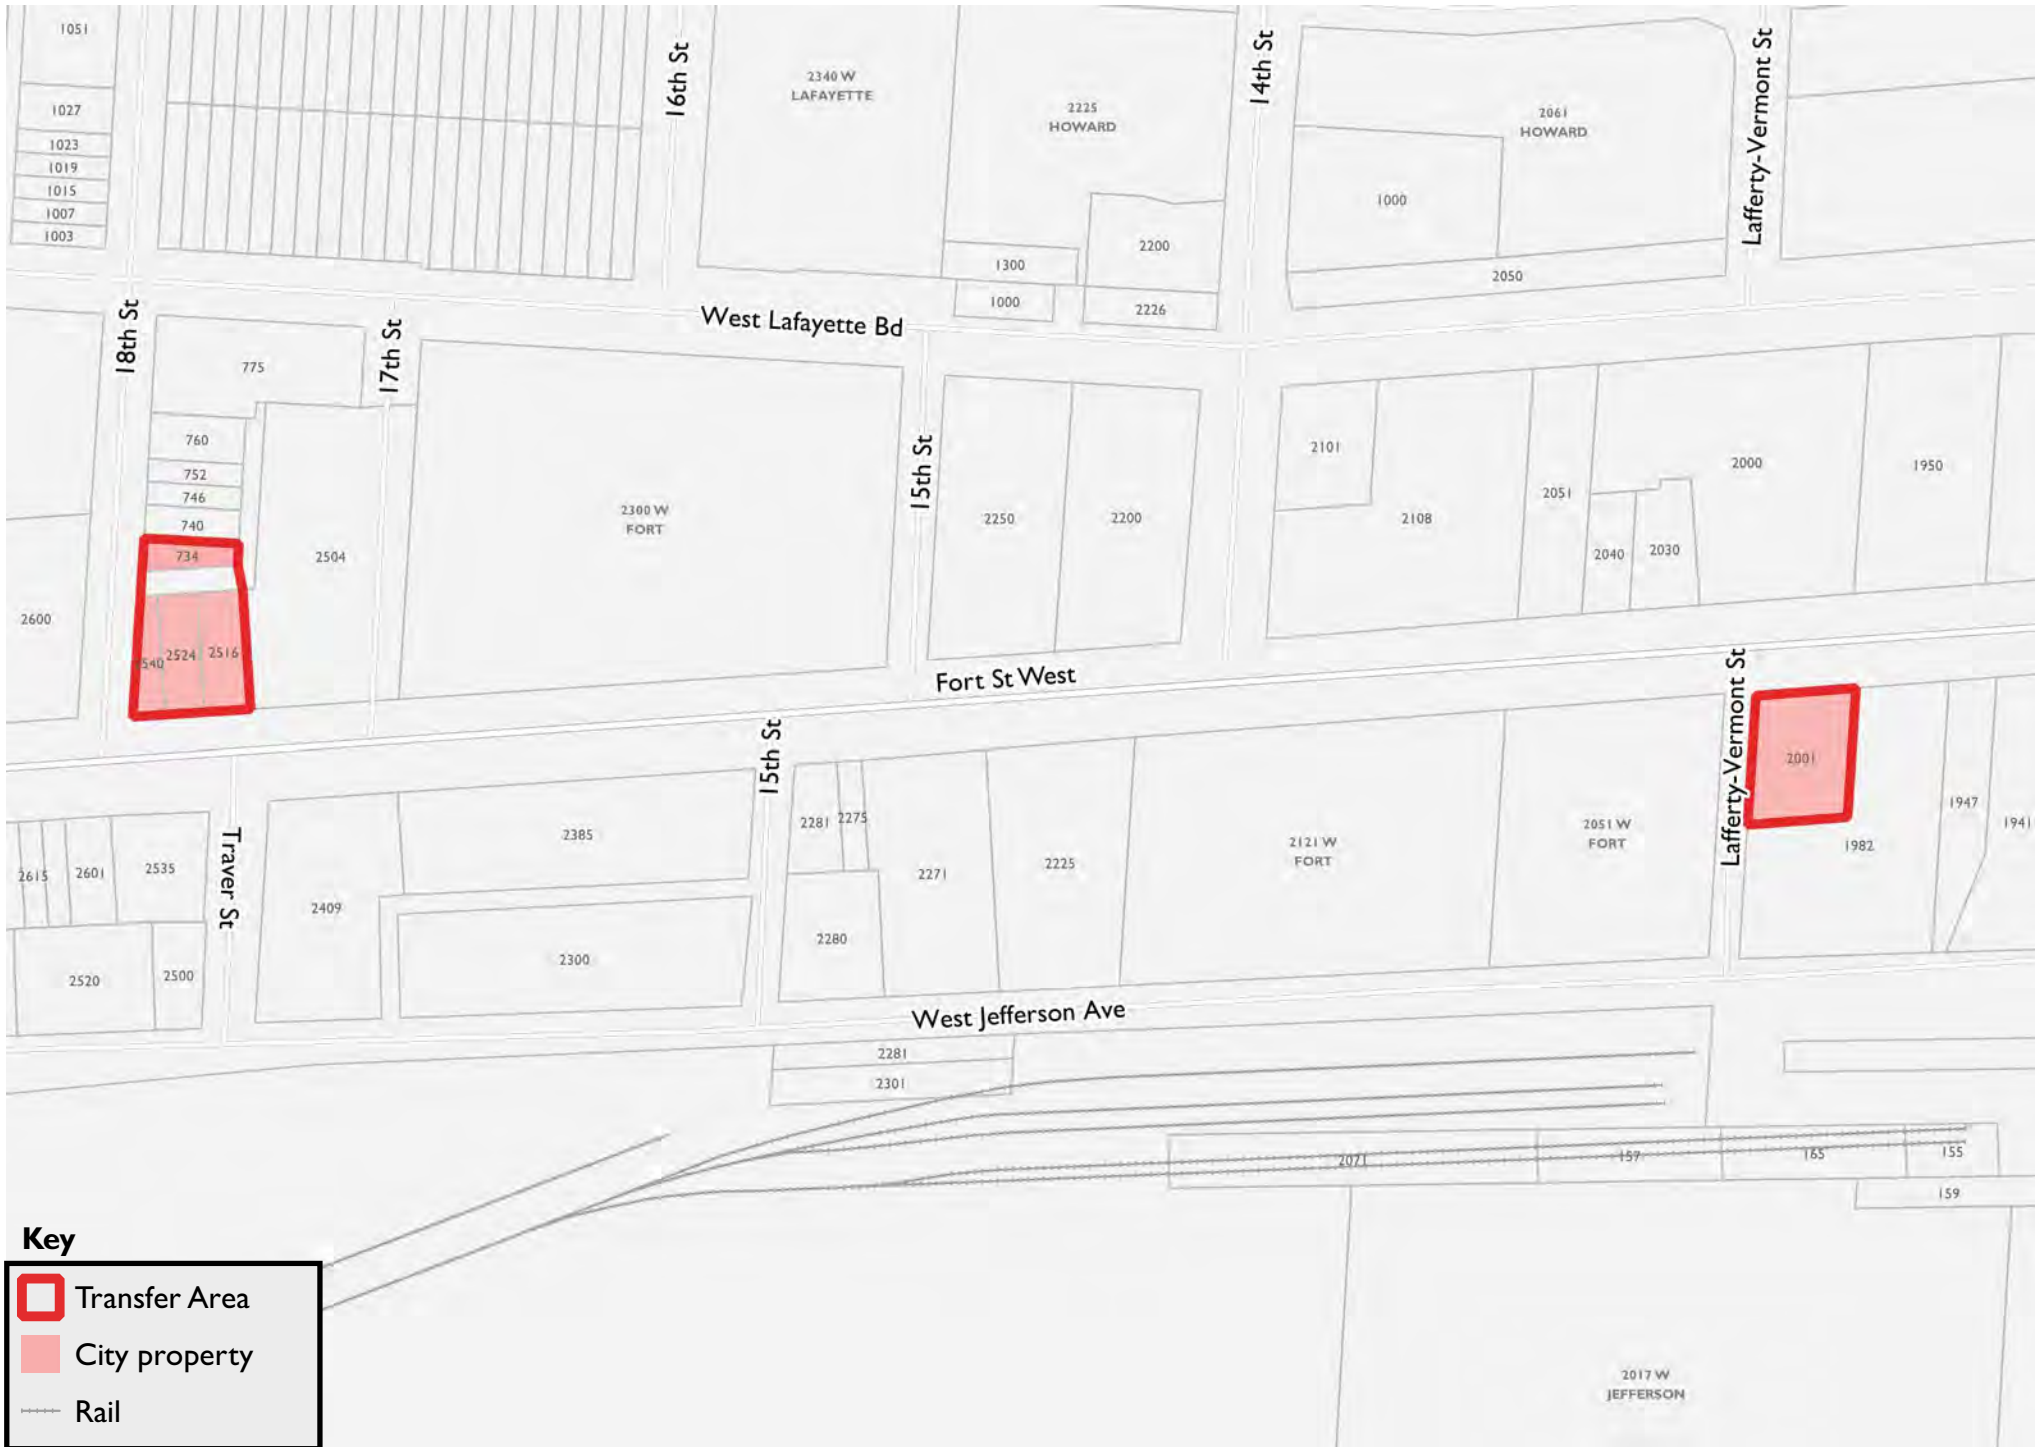 1051
1027
1023
1019
1015
1007
1003
16th St
2340 W
LAFAYETTE
2225
HOWARD
14th St
2061
HOWARD
Lafferty-Vermont St
1000
2200
1300
1000
2226
2050
18th St
17th St
West Lafayette Bd
775
760
752
746
740
734
2504
2300 W
FORT
15th St
2250
2200
2101
2108
2051
2000
1950
2040
2030
2600
2540
2524
2516
Fort St West
Lafferty-Vermont St
2001
15th St
2615
2601
2535
Traver St
2409
2385
2281
2275
2271
2225
2121 W
FORT
2051 W
FORT
1982
1947
1941
2520
2500
2300
2280
West Jefferson Ave
2281
2301
2071
157
165
155
159
2017 W
JEFFERSON
Key
Transfer Area
City property
Rail